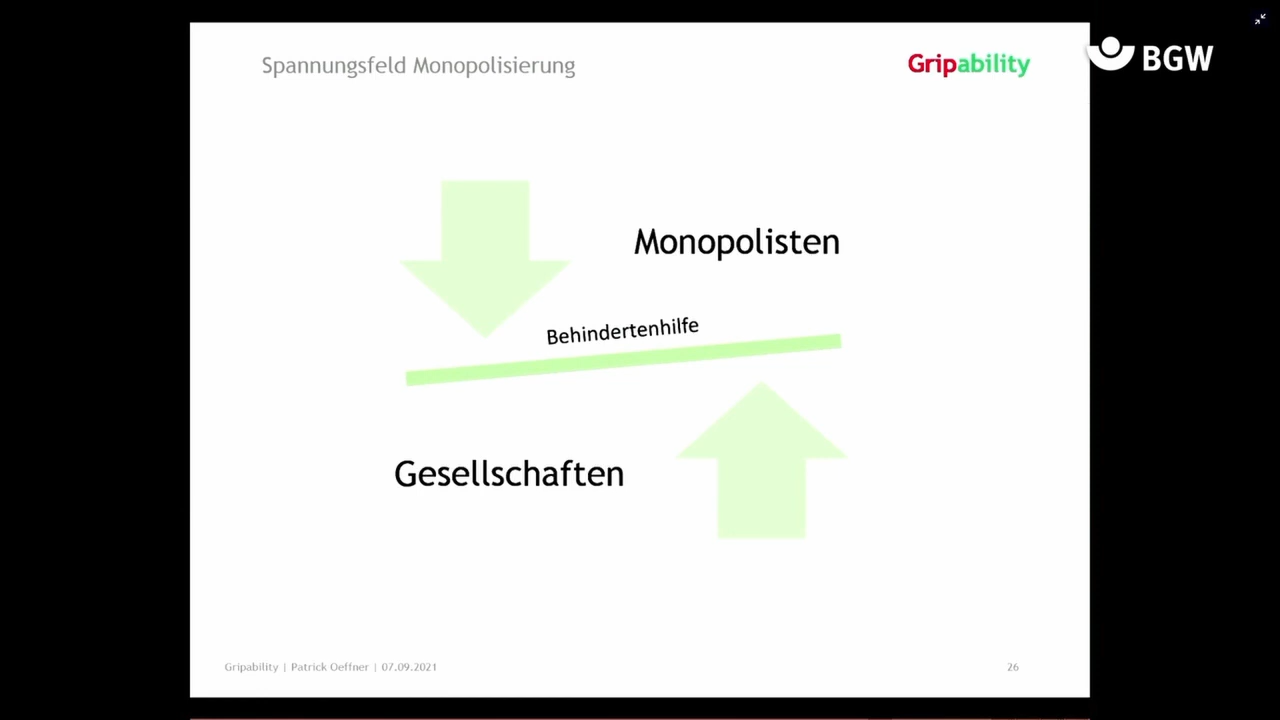 Spannungsfeld Monopolisierung
Gripability
BGW
Monopolisten
Behindertenhilfe
Gesellschaften
Gripability | Patrick Oeffner | 07.09.2021
26